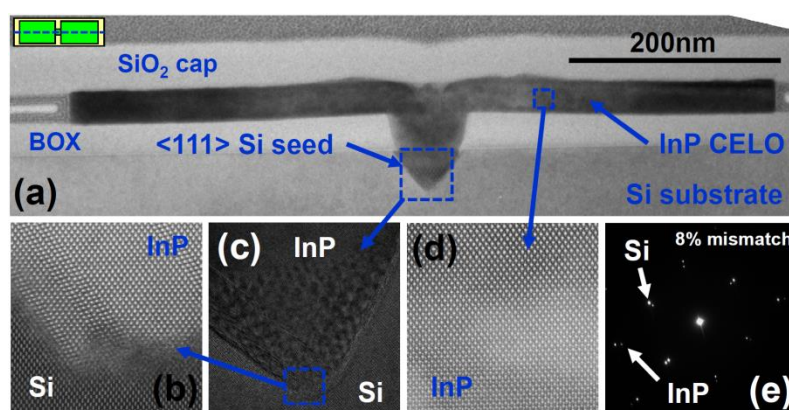 200nm
SiO₂ cap
BOX
<111> Si seed
InP CELO
(a)
Si substrate
InP
Si
(b)
(c)
InP
Si
(d)
InP
8% mismatch
Si
InP
(e)